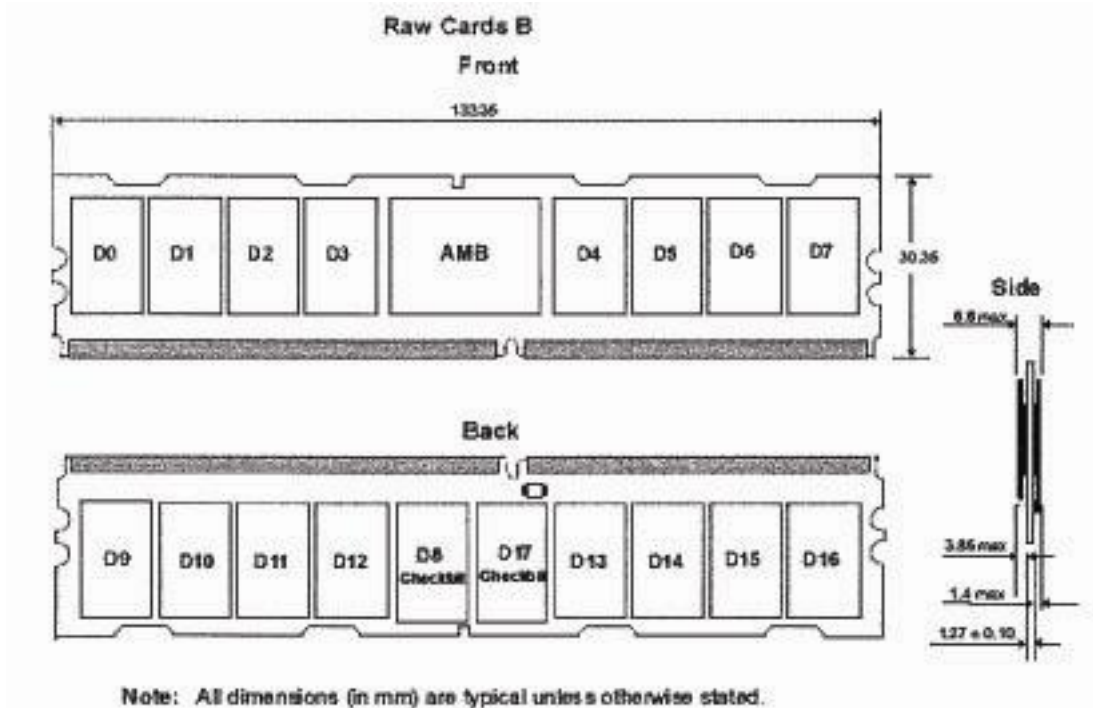 Raw Cards B
Front
133.35
D0 D1 D2 D3 AMB D4 D5 D6 D7
30.35
Side
6.6 max
Back
D9 D10 D11 D12 D8 D17 D13 D14 D15 D16
Checkbit Checkbit
3.85 max
1.4 max
1.27 ± 0.10
Note: All dimensions (in mm) are typical unless otherwise stated.